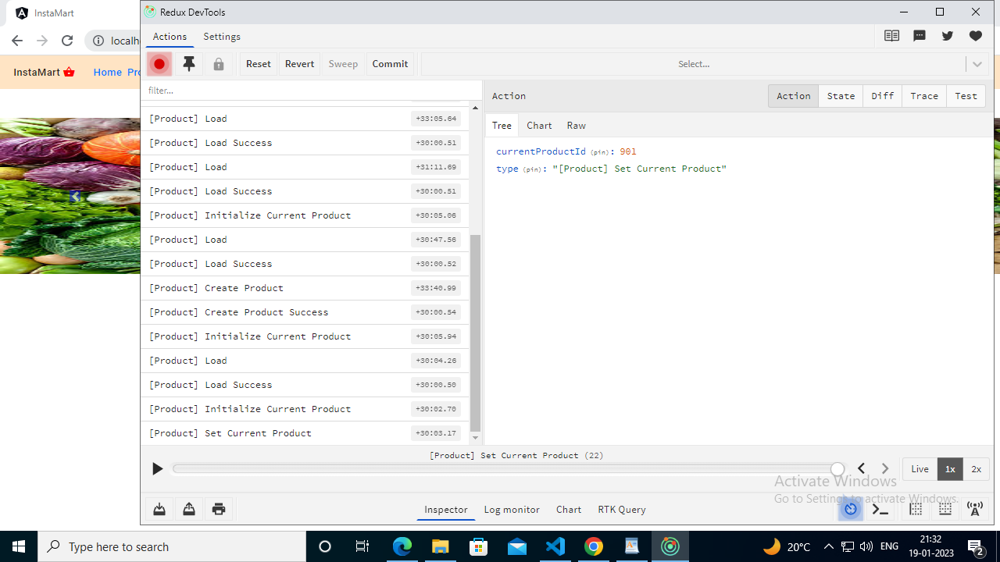 InstaMart
Redux DevTools
localh
Actions Settings
Reset Revert Sweep Commit Select...
InstaMart Home Pro
filter...
Action Action State Diff Trace Test
Tree Chart Raw
[Product] Load +33:05.64
[Product] Load Success +30:00.51
[Product] Load +31:11.69
[Product] Load Success +30:00.51
[Product] Initialize Current Product +30:05.06
[Product] Load +30:47.56
[Product] Load Success +30:00.52
[Product] Create Product +33:40.99
[Product] Create Product Success +30:00.54
[Product] Initialize Current Product +30:05.94
[Product] Load +30:04.26
[Product] Load Success +30:00.50
[Product] Initialize Current Product +30:02.70
[Product] Set Current Product +30:03.17
currentProductId (pin): 901
type (pin): "[Product] Set Current Product"
[Product] Set Current Product (22)
Live 1x 2x
Activate Windows
Go to Settings to activate Windows.
Inspector Log monitor Chart RTK Query
Type here to search
20°C
ENG
21:32
19-01-2023
2